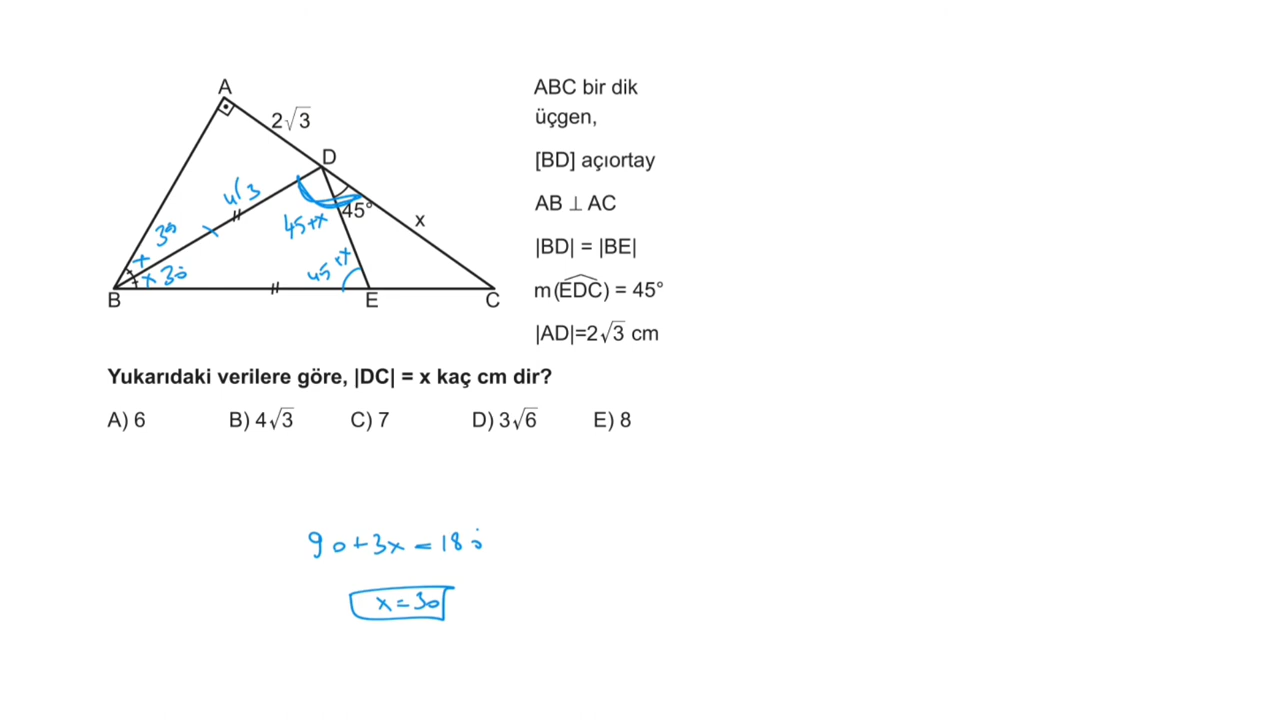 A
2√3
D
4√3
45°
x
45+x
30
x
x 30
45+x
B
E
C
ABC bir dik
üçgen,
[BD] açıortay
AB ⊥ AC
|BD| = |BE|
m(EDC) = 45°
|AD|=2√3 cm
Yukarıdaki verilere göre, |DC| = x kaç cm dir?
A) 6 B) 4√3 C) 7 D) 3√6 E) 8
90+3x=180
x=30